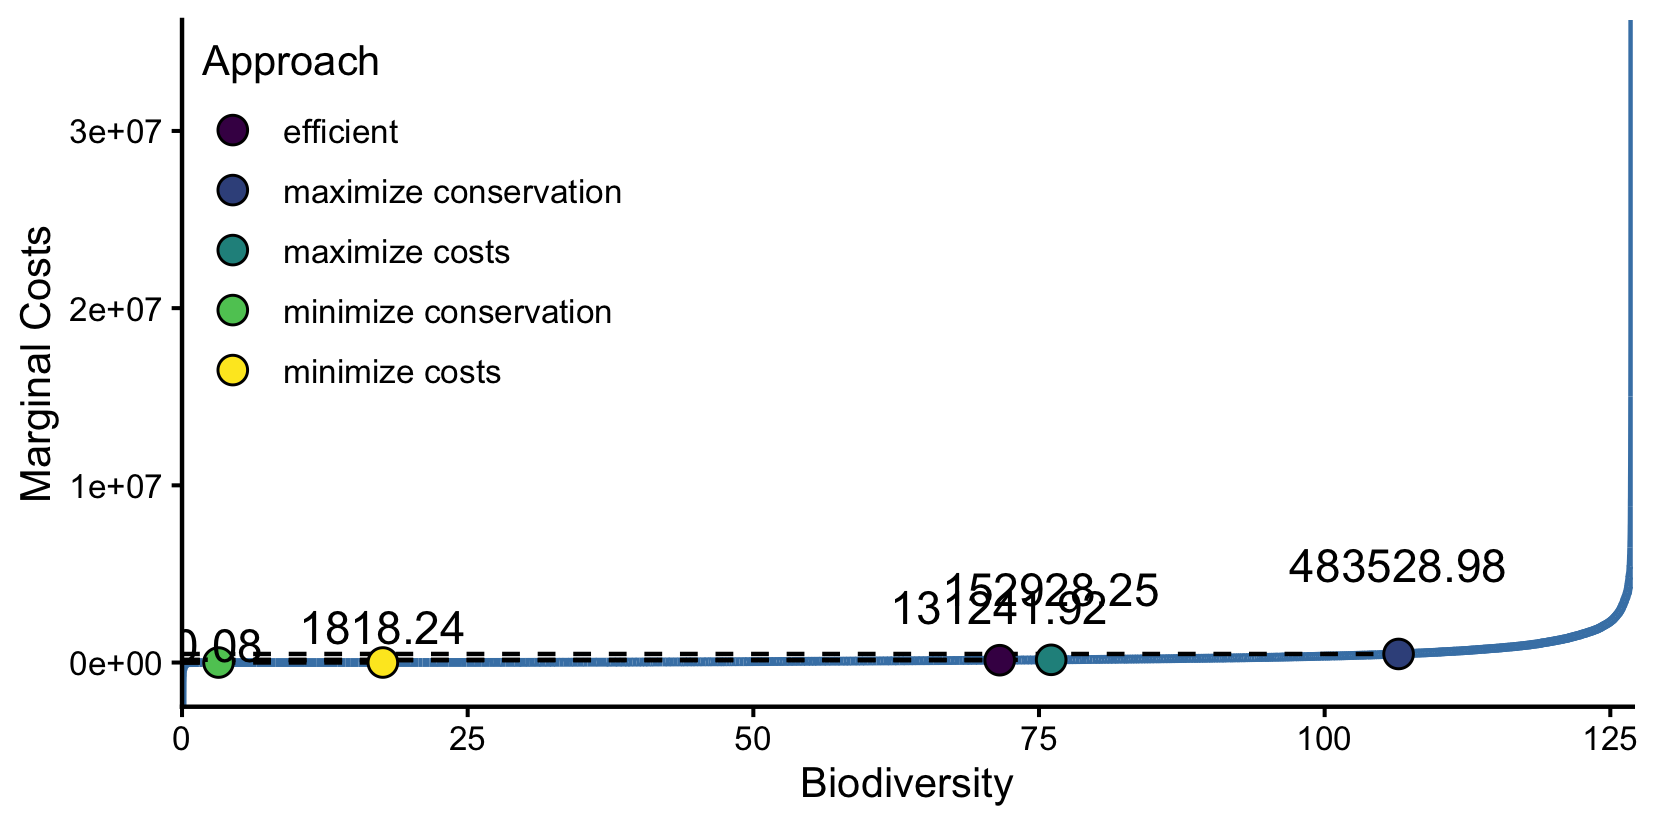 Approach
efficient
maximize conservation
maximize costs
minimize conservation
minimize costs
Marginal Costs
3e+07
2e+07
1e+07
0e+00
483528.98
152928.25
131241.92
1818.24
0.08
0
25
50
75
100
125
Biodiversity